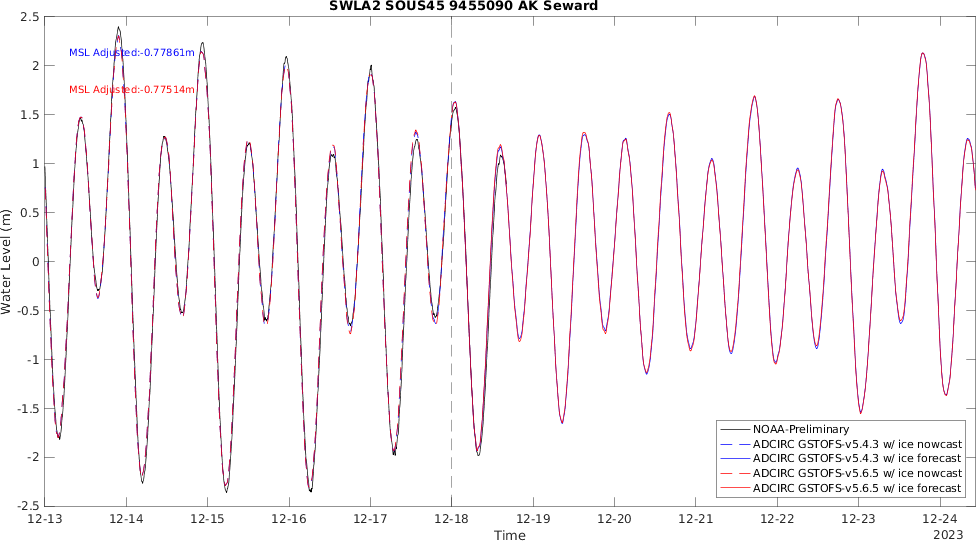 SWLA2 SOUS45 9455090 AK Seward
2.5
2
1.5
1
0.5
0
-0.5
-1
-1.5
-2
-2.5
Water Level (m)
MSL Adjusted:-0.77861m
MSL Adjusted:-0.77514m
NOAA-Preliminary
ADCIRC GSTOFS-v5.4.3 w/ ice nowcast
ADCIRC GSTOFS-v5.4.3 w/ ice forecast
ADCIRC GSTOFS-v5.6.5 w/ ice nowcast
ADCIRC GSTOFS-v5.6.5 w/ ice forecast
12-13 12-14 12-15 12-16 12-17 12-18 12-19 12-20 12-21 12-22 12-23 12-24
Time
2023